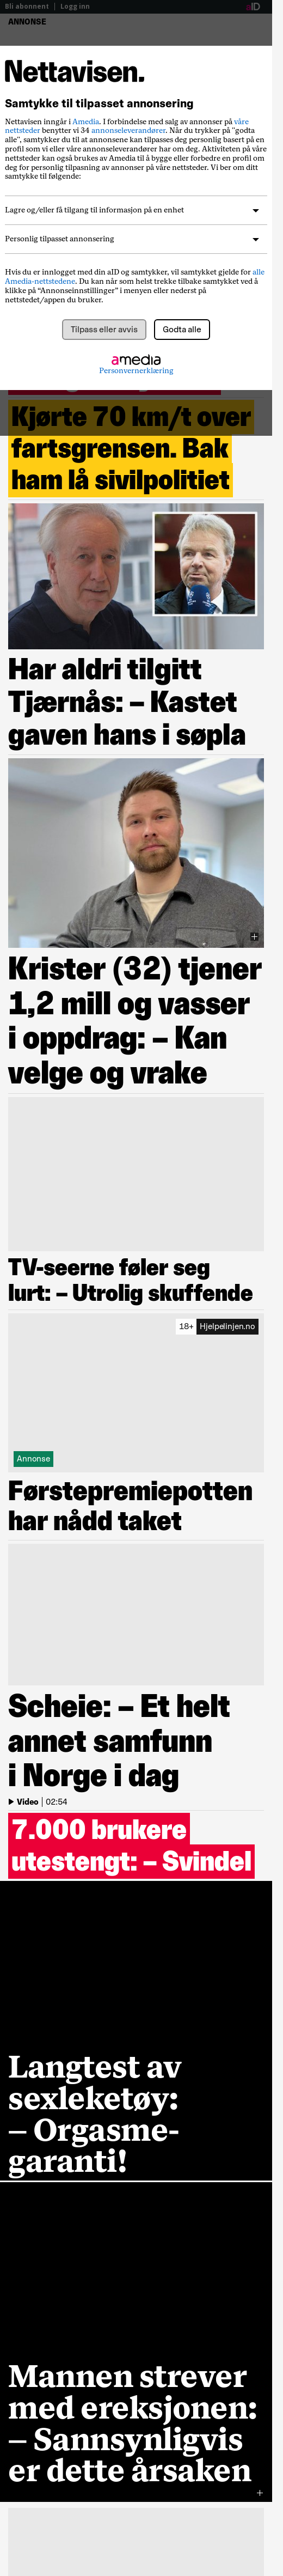 Bli abonnent | Logg inn
aID
ANNONSE
Nettavisen.
Samtykke til tilpasset annonsering
Nettavisen inngår i Amedia. I forbindelse med salg av annonser på våre
nettsteder benytter vi 34 annonseleverandører. Når du trykker på "godta
alle", samtykker du til at annonsene kan tilpasses deg personlig basert på en
profil som vi eller våre annonseleverandører har om deg. Aktiviteten på våre
nettsteder kan også brukes av Amedia til å bygge eller forbedre en profil om
deg for personlig tilpasning av annonser på våre nettsteder. Vi ber om ditt
samtykke til følgende:
Lagre og/eller få tilgang til informasjon på en enhet
Personlig tilpasset annonsering
Hvis du er innlogget med din aID og samtykker, vil samtykket gjelde for alle
Amedia-nettstedene. Du kan når som helst trekke tilbake samtykket ved å
klikke på “Annonseinnstillinger” i menyen eller nederst på
nettstedet/appen du bruker.
Tilpass eller avvis
Godta alle
amedia
Personvernerklæring
Kjørte 70 km/t over
fartsgrensen. Bak
ham lå sivilpolitiet
Har aldri tilgitt
Tjærnås: – Kastet
gaven hans i søpla
Krister (32) tjener
1,2 mill og vasser
i oppdrag: – Kan
velge og vrake
TV-seerne føler seg
lurt: – Utrolig skuffende
18+ Hjelpelinjen.no
Annonse
Førstepremiepotten
har nådd taket
Scheie: – Et helt
annet samfunn
i Norge i dag
Video | 02:54
7.000 brukere
utestengt: – Svindel
Langtest av
sexleketøy:
– Orgasme-
garanti!
Mannen strever
med ereksjonen:
– Sannsynligvis
er dette årsaken